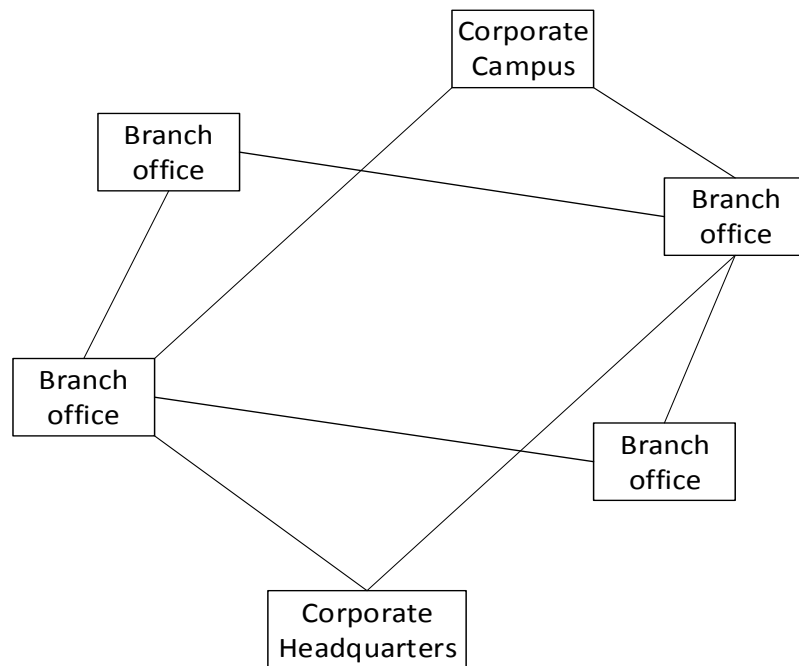 Corporate
Campus
Branch
office
Branch
office
Branch
office
Branch
office
Corporate
Headquarters